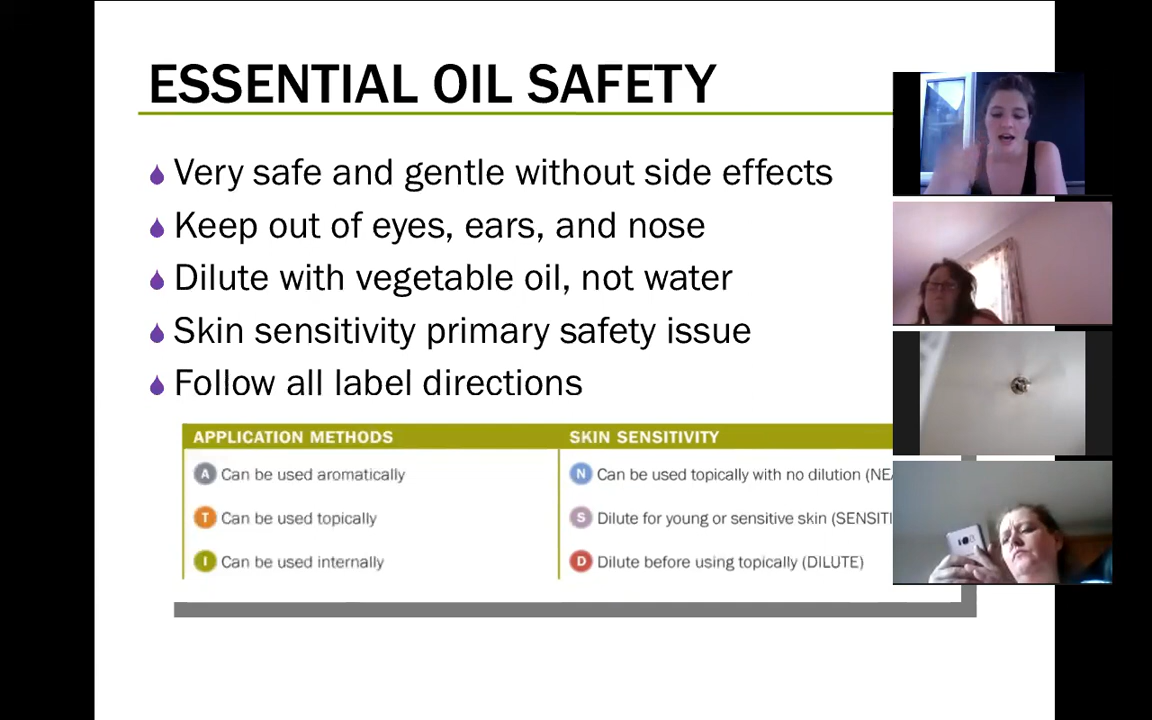 ESSENTIAL OIL SAFETY
Very safe and gentle without side effects
Keep out of eyes, ears, and nose
Dilute with vegetable oil, not water
Skin sensitivity primary safety issue
Follow all label directions
APPLICATION METHODS
A Can be used aromatically
T Can be used topically
I Can be used internally
SKIN SENSITIVITY
N Can be used topically with no dilution
S Dilute for young or sensitive skin
D Dilute before using topically (DILUTE)